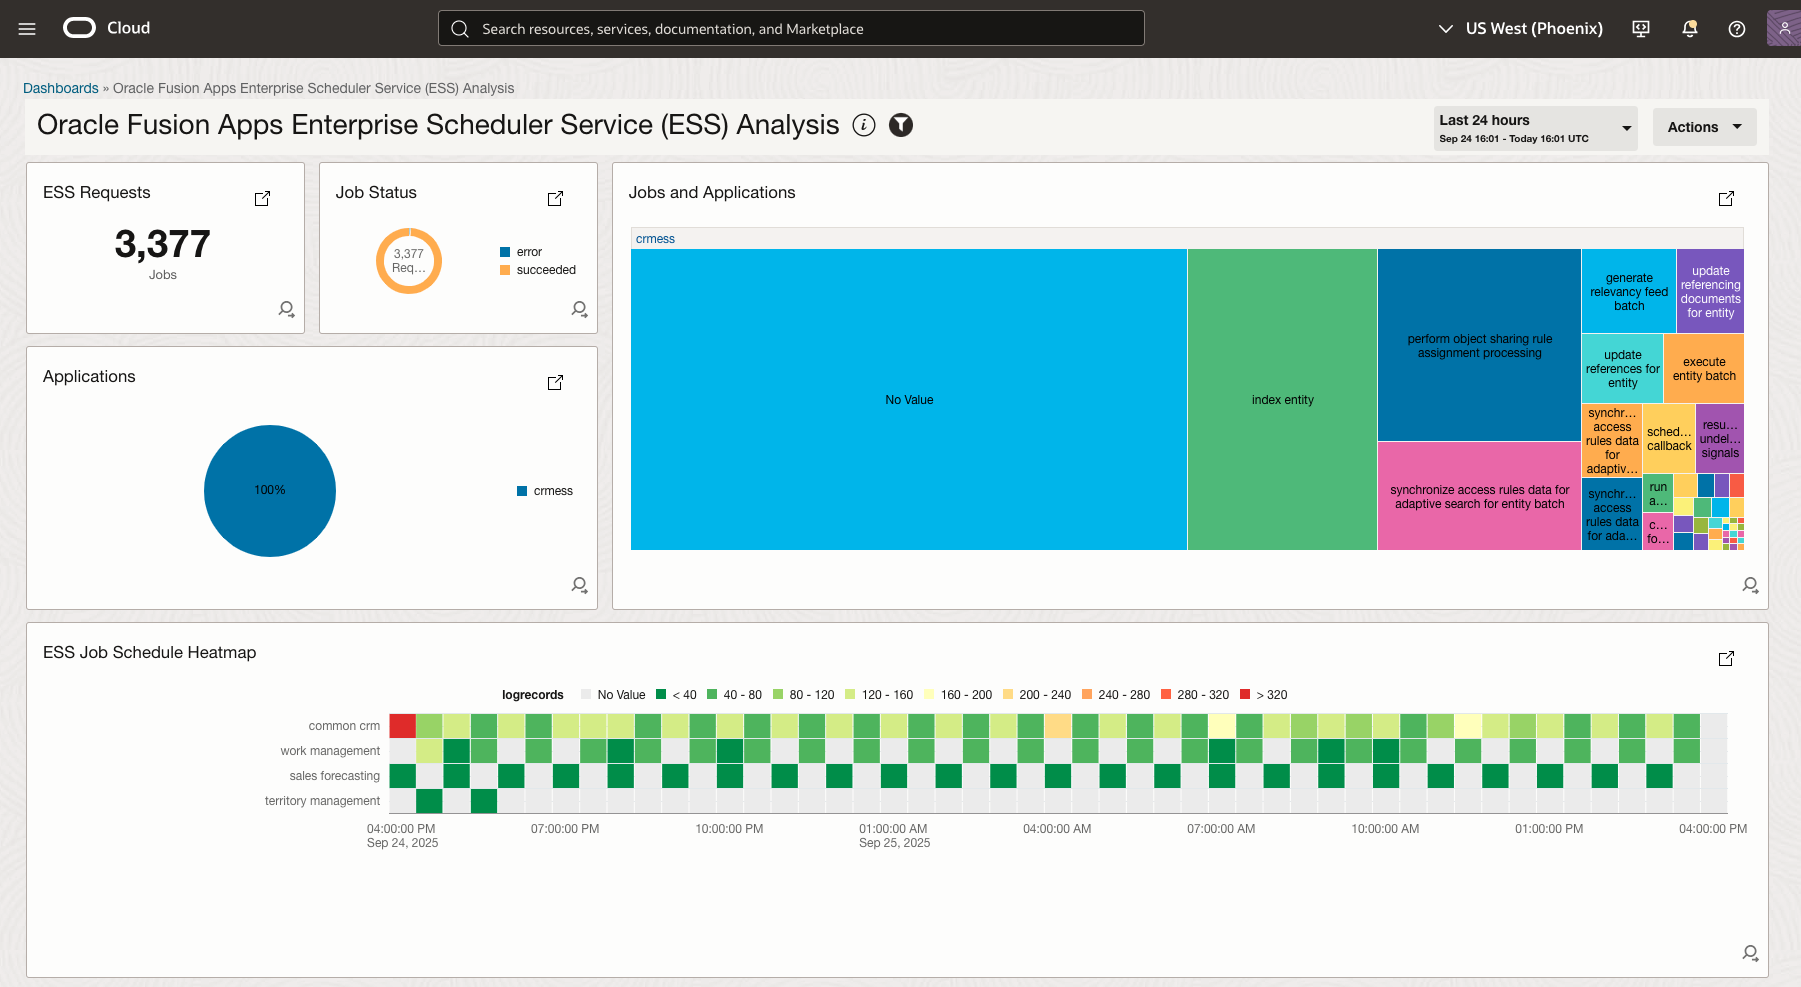 Cloud
Search resources, services, documentation, and Marketplace
US West (Phoenix)
Dashboards » Oracle Fusion Apps Enterprise Scheduler Service (ESS) Analysis
Oracle Fusion Apps Enterprise Scheduler Service (ESS) Analysis
Last 24 hours
Sep 24 16:01 - Today 16:01 UTC
Actions
ESS Requests
3,377
Jobs
Job Status
3,377
Req...
error
succeeded
Applications
100%
crmess
Jobs and Applications
crmess
No Value
index entity
perform object sharing rule
assignment processing
synchronize access rules data for
adaptive search for entity batch
generate
relevancy feed
batch
update
referencing
documents
for entity
update
references for
entity
execute
entity batch
synchr...
access
rules data
for
adaptiv...
sched...
callback
resu...
undel...
signals
synchr...
access
rules data
for ada...
run
a...
c...
fo...
ESS Job Schedule Heatmap
logrecords
No Value
< 40
40 - 80
80 - 120
120 - 160
160 - 200
200 - 240
240 - 280
280 - 320
> 320
common crm
work management
sales forecasting
territory management
04:00:00 PM
Sep 24, 2025
07:00:00 PM
10:00:00 PM
01:00:00 AM
Sep 25, 2025
04:00:00 AM
07:00:00 AM
10:00:00 AM
01:00:00 PM
04:00:00 PM